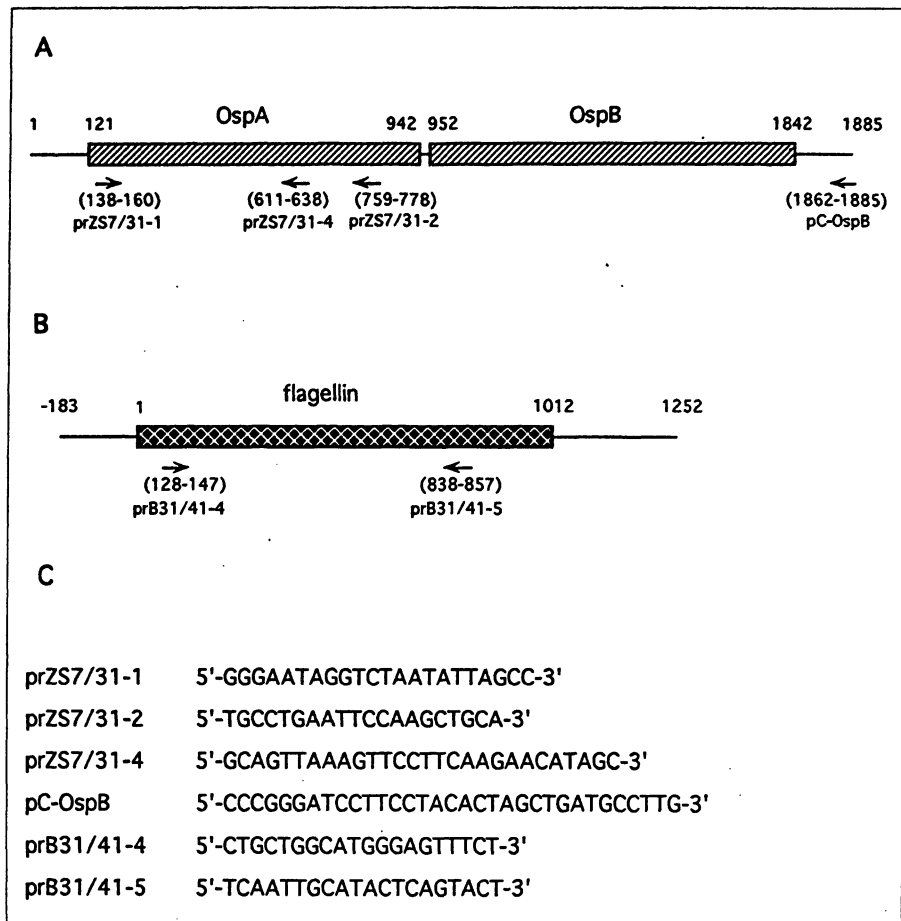 A
OspA OspB
1 121 942 952 1842 1885
(138-160) (611-638) (759-778) (1862-1885)
prZS7/31-1 prZS7/31-4 prZS7/31-2 pC-OspB
B
flagellin
-183 1 1012 1252
(128-147) (838-857)
prB31/41-4 prB31/41-5
C
prZS7/31-1 5'-GGGAATAGGTCTAATATTAGCC-3'
prZS7/31-2 5'-TGCCTGAATTCCAAGCTGCA-3'
prZS7/31-4 5'-GCAGTTAAAGTTCCTTCAAGAACATAGC-3'
pC-OspB 5'-CCCGGGATCCTTCCTACACTAGCTGATGCCTTG-3'
prB31/41-4 5'-CTGCTGGCATGGGAGTTTCT-3'
prB31/41-5 5'-TCAATTGCATACTCAGTACT-3'